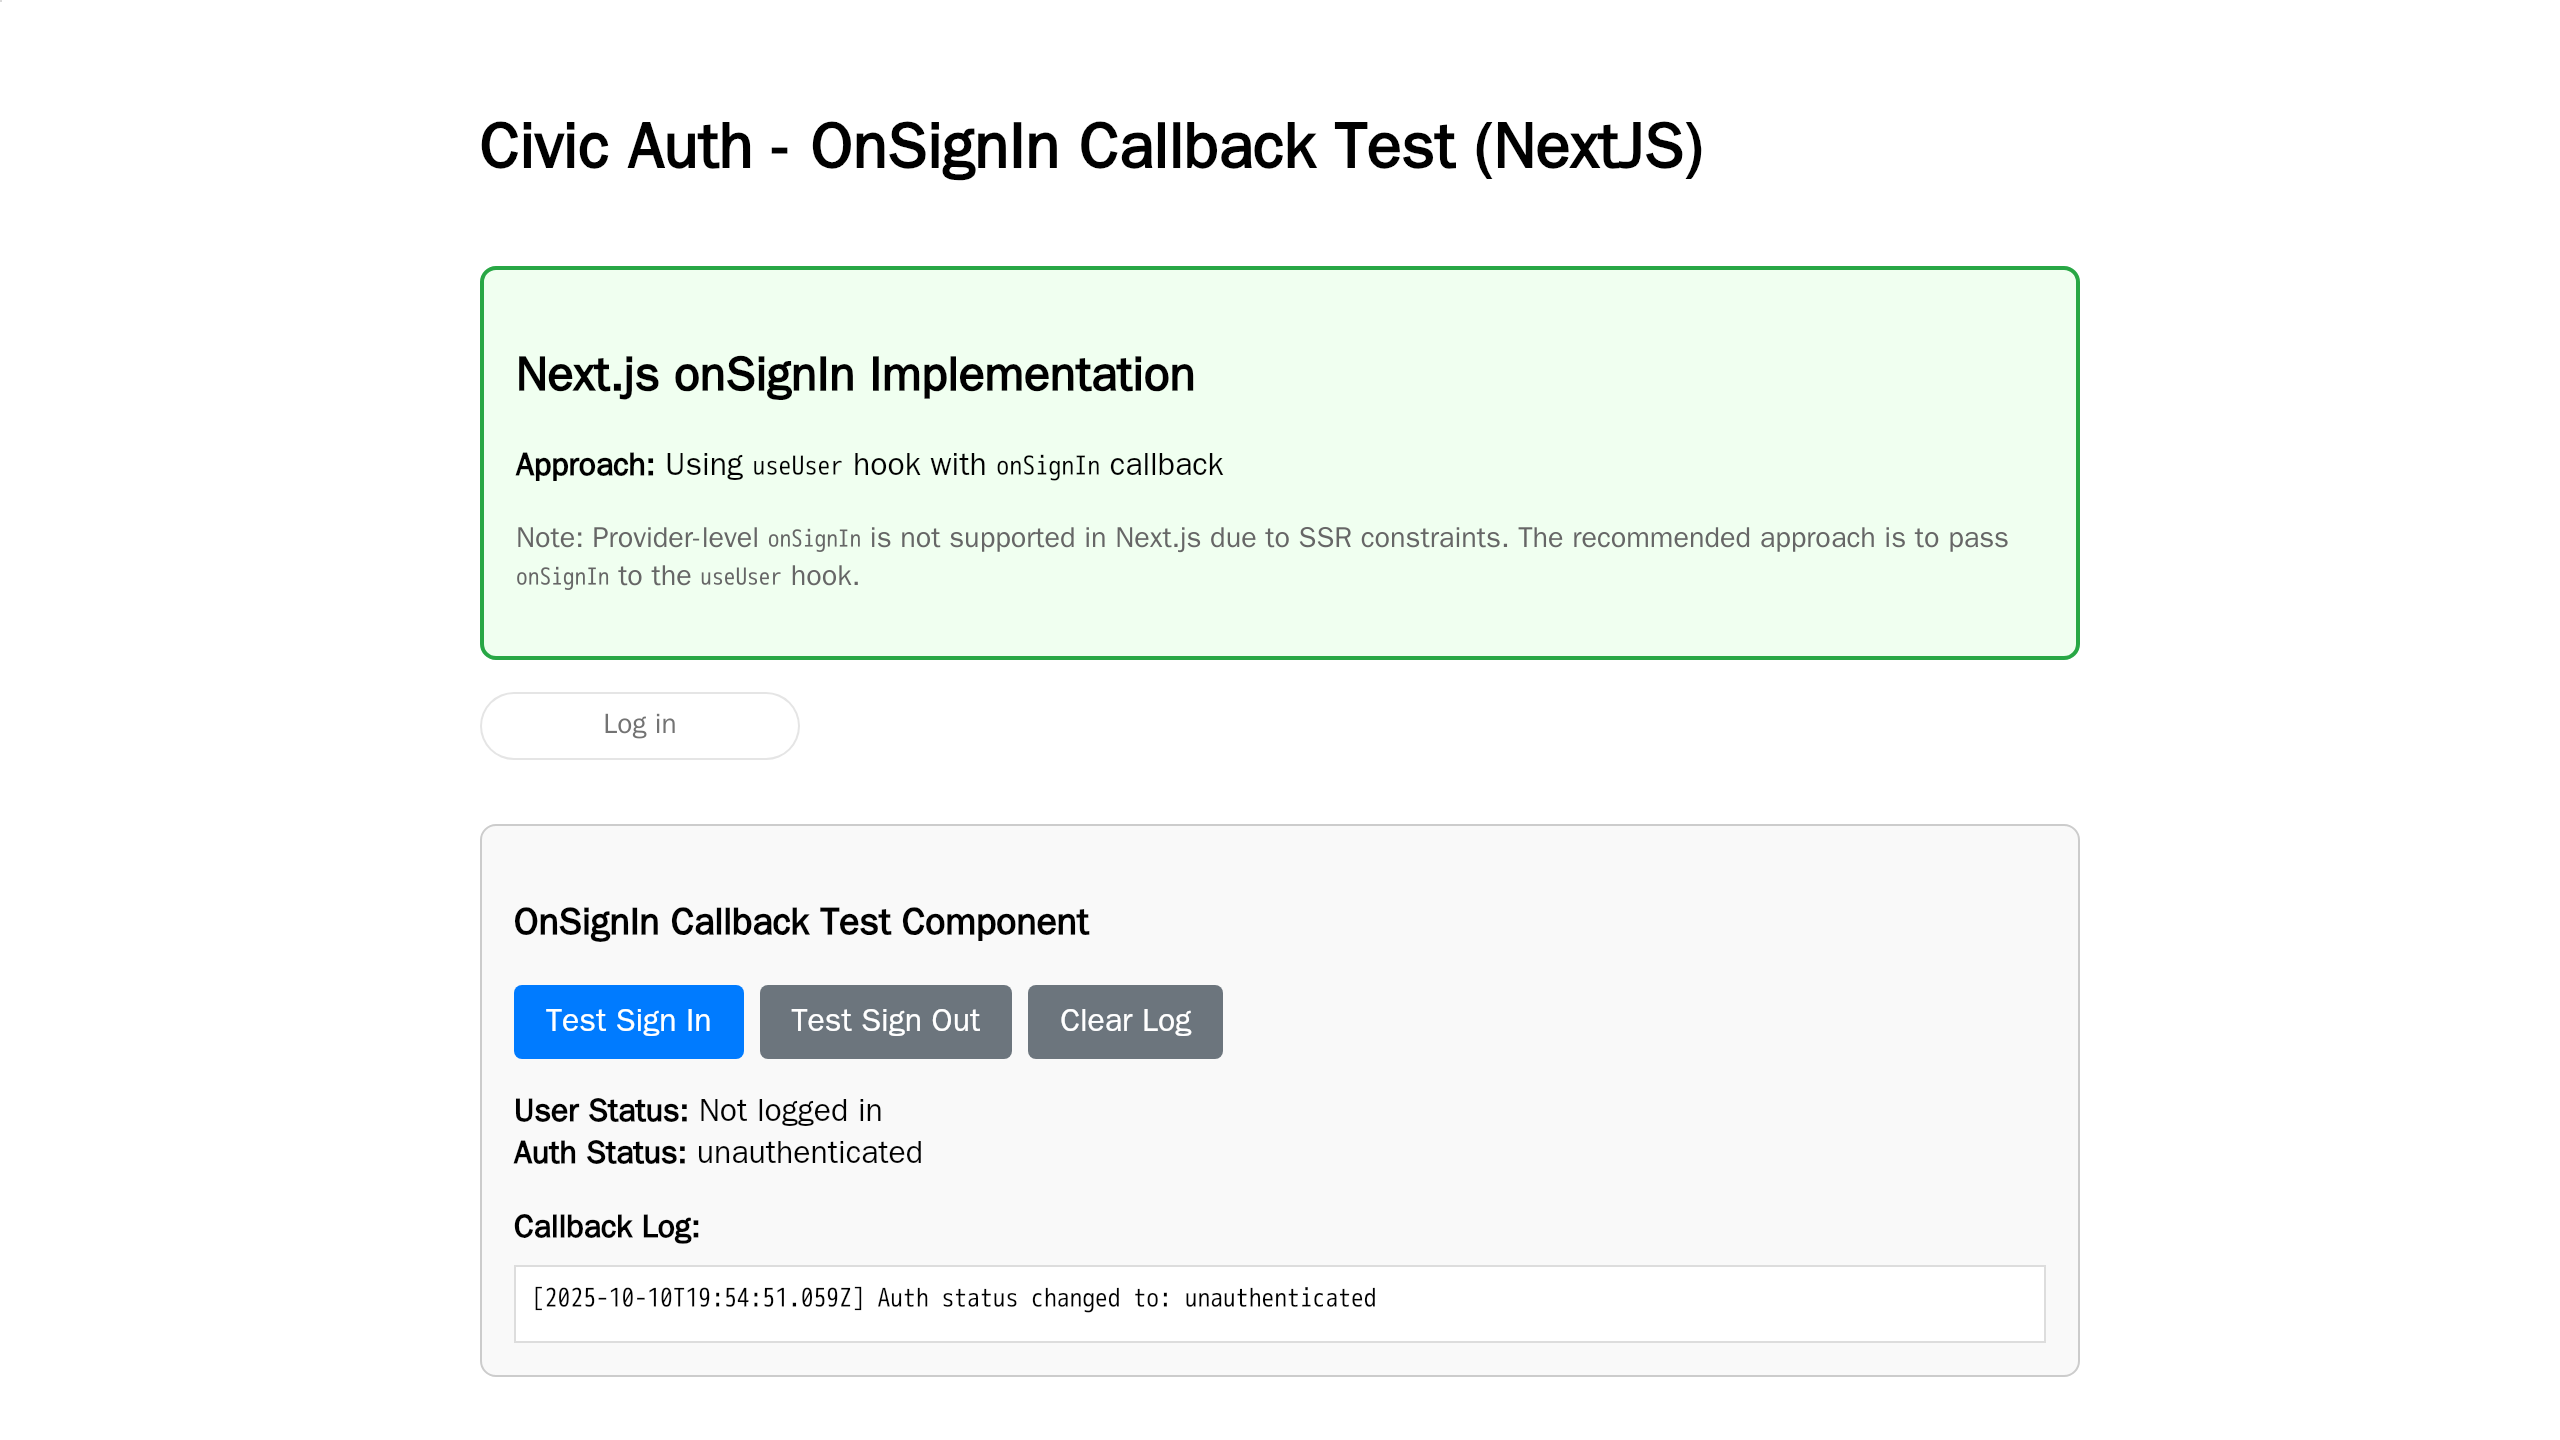 Civic Auth - OnSignIn Callback Test (NextJS)
Next.js onSignIn Implementation
Approach: Using useUser hook with onSignIn callback
Note: Provider-level onSignIn is not supported in Next.js due to SSR constraints. The recommended approach is to pass
onSignIn to the useUser hook.
Log in
OnSignIn Callback Test Component
Test Sign In Test Sign Out Clear Log
User Status: Not logged in
Auth Status: unauthenticated
Callback Log:
[2025-10-10T19:54:51.059Z] Auth status changed to: unauthenticated